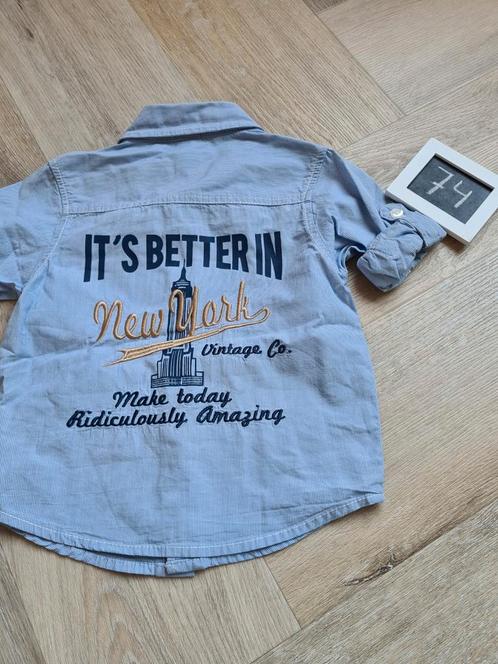 IT'S BETTER IN
New York
Vintage Co.
Make today
Ridiculously Amazing
74